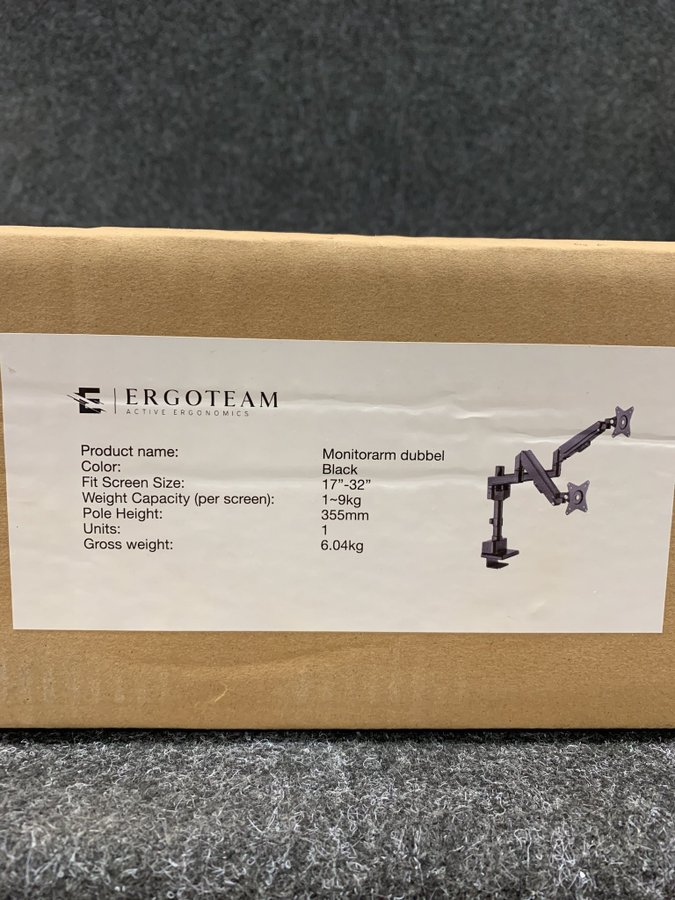 E | ERGOTEAM
ACTIVE ERGONOMICS
Product name: Monitorarm dubbel
Color: Black
Fit Screen Size: 17”-32”
Weight Capacity (per screen): 1~9kg
Pole Height: 355mm
Units: 1
Gross weight: 6.04kg